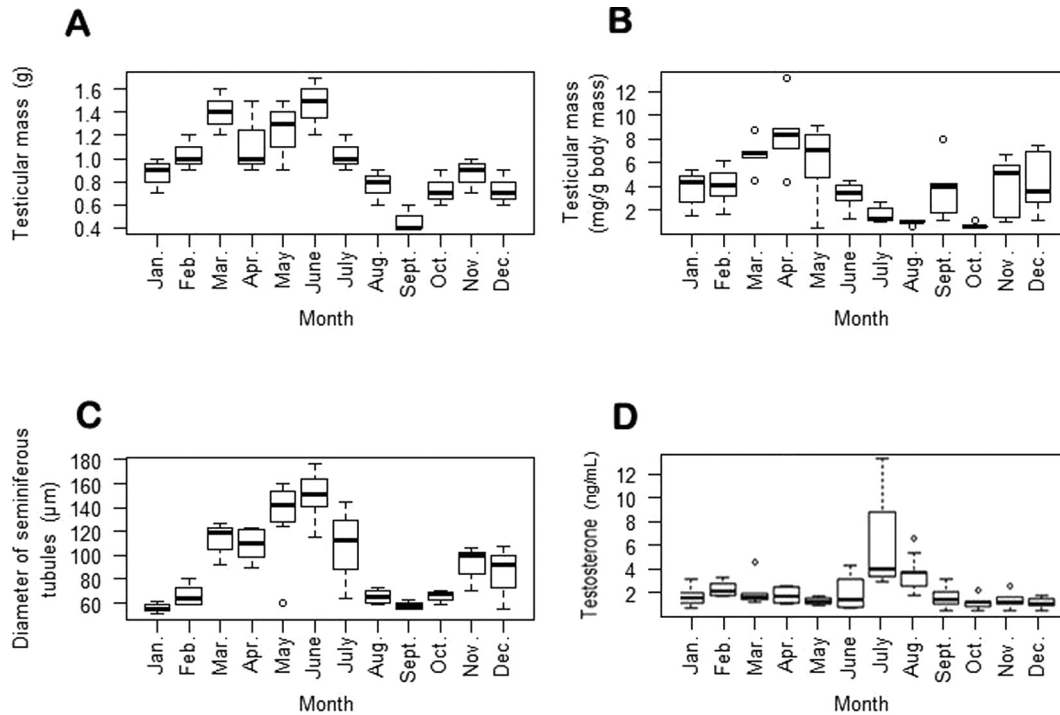 A
Testicular mass (g)
1.6
1.4
1.2
1.0
0.8
0.6
0.4
Jan.
Feb.
Mar.
Apr.
May
June
July
Aug.
Sept.
Oct.
Nov.
Dec.
Month
B
Testicular mass
(mg/g body mass)
12
10
8
6
4
2
Jan.
Feb.
Mar.
Apr.
May
June
July
Aug.
Sept.
Oct.
Nov.
Dec.
Month
C
Diameter of seminiferous
tubules (µm)
180
160
140
120
100
80
60
Jan.
Feb.
Mar.
Apr.
May
June
July
Aug.
Sept.
Oct.
Nov.
Dec.
Month
D
Testosterone (ng/mL)
12
10
8
6
4
2
Jan.
Feb.
Mar.
Apr.
May
June
July
Aug.
Sept.
Oct.
Nov.
Dec.
Month